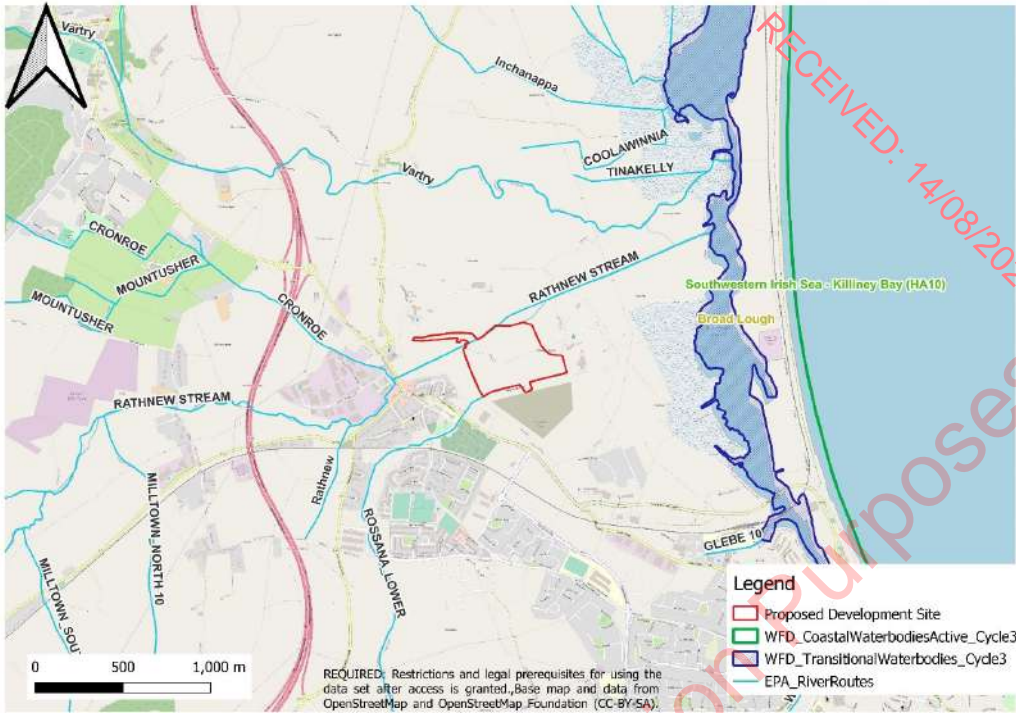 Vartry
Inchanappa
COOLAWINNIA
TINAKELLY
Vartry
CRONROE
MOUNTUSHER
MOUNTUSHER
CRONROE
RATHNEW STREAM
Southwestern Irish Sea - Killiney Bay (HA10)
Broad Lough
RATHNEW STREAM
Rathnew
MILLTOWN_NORTH 10
ROSSANA_LOWER
MILLTOWN_SOU
GLEBE 10
RECEIVED: 14/08/202
on Purposes
Legend
Proposed Development Site
WFD_CoastalWaterbodiesActive_Cycle3
WFD_TransitionalWaterbodies_Cycle3
EPA_RiverRoutes
0 500 1,000 m
REQUIRED: Restrictions and legal prerequisites for using the
data set after access is granted.,Base map and data from
OpenStreetMap and OpenStreetMap Foundation (CC-BY-SA).